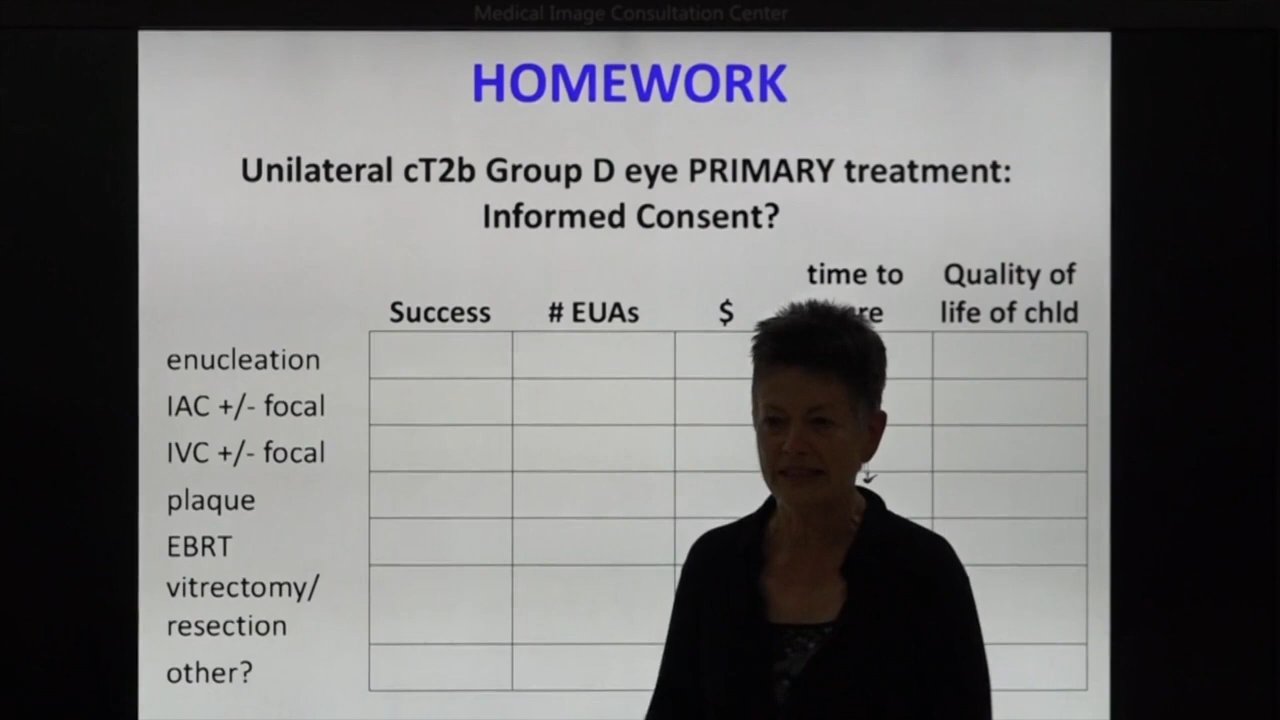 Medical Image Consultation Center
HOMEWORK
Unilateral cT2b Group D eye PRIMARY treatment:
Informed Consent?
time to Quality of
Success # EUAs $ life of chld
enucleation
IAC +/- focal
IVC +/- focal
plaque
EBRT
vitrectomy/
resection
other?